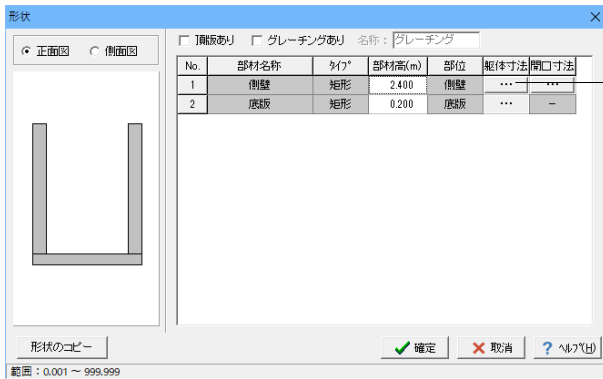 形状
正面図 側面図
頂版あり グレーチングあり 名称：グレーチング
No. 部材名称 ﾀｲﾌﾟ 部材高(m) 部位 躯体寸法 開口寸法
1 側壁 矩形 2.400 側壁 … …
2 底版 矩形 0.200 底版 … －
形状のコピー
確定 取消 ? ﾍﾙﾌﾟ(H)
範囲：0.001 ～ 999.999